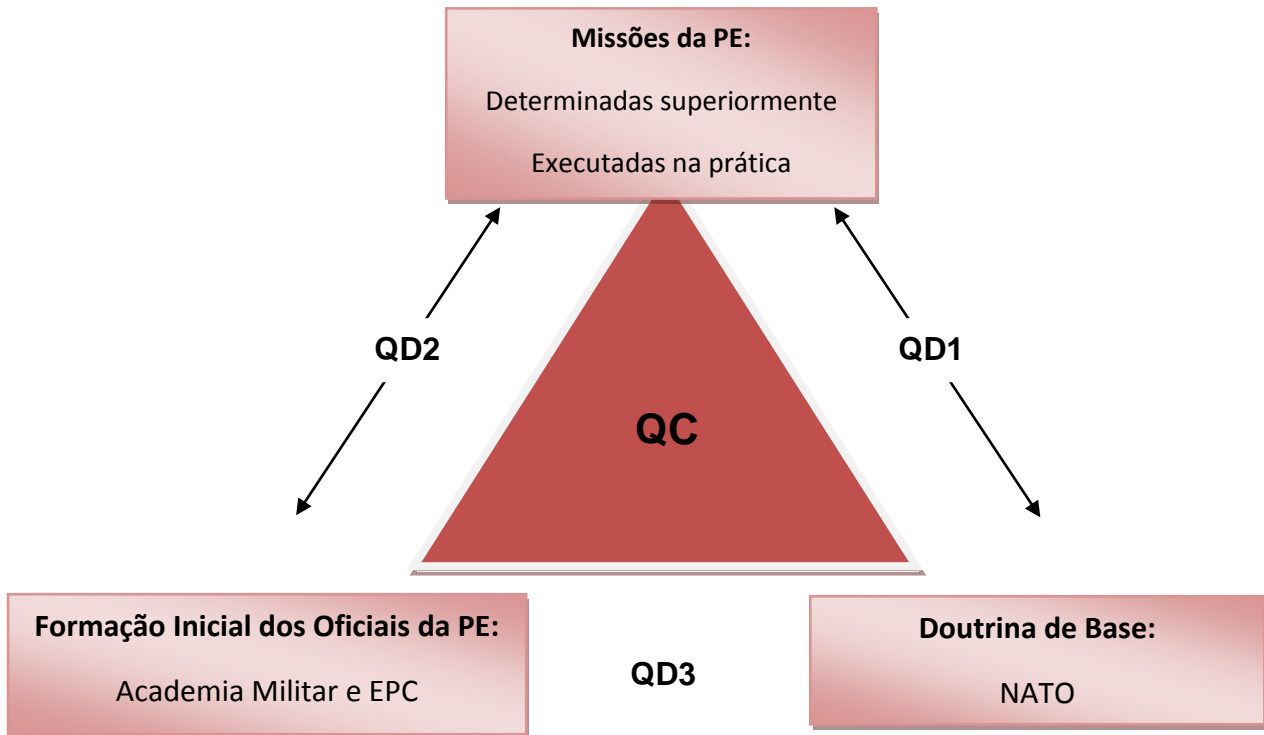 Missões da PE:
Determinadas superiormente
Executadas na prática
QD2
QD1
QC
Formação Inicial dos Oficiais da PE:
Academia Militar e EPC
QD3
Doutrina de Base:
NATO